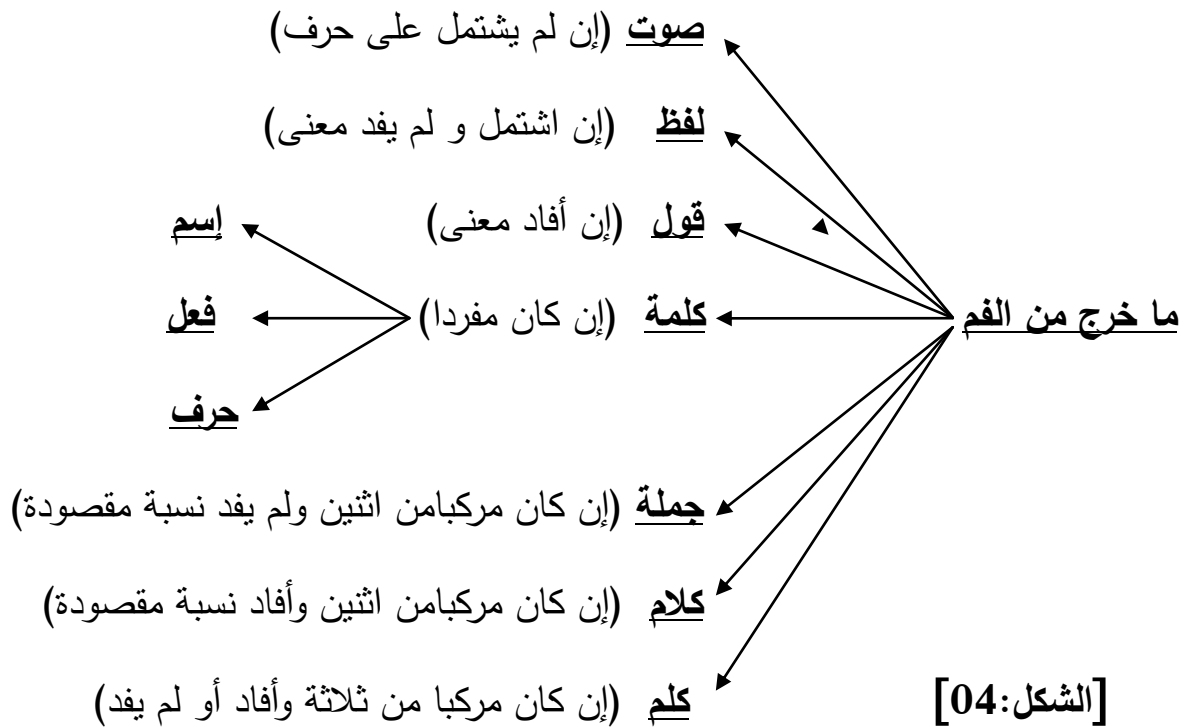 صوت (إن لم يشتمل على حرف)
لفظ (إن اشتمل و لم يفد معنى)
قول (إن أفاد معنى)
إسم
ما خرج من الفم
كلمة (إن كان مفردا)
فعل
حرف
جملة (إن كان مركبامن اثنين ولم يفد نسبة مقصودة)
كلام (إن كان مركبامن اثنين وأفاد نسبة مقصودة)
كلم (إن كان مركبا من ثلاثة وأفاد أو لم يفد)
[الشكل:04]